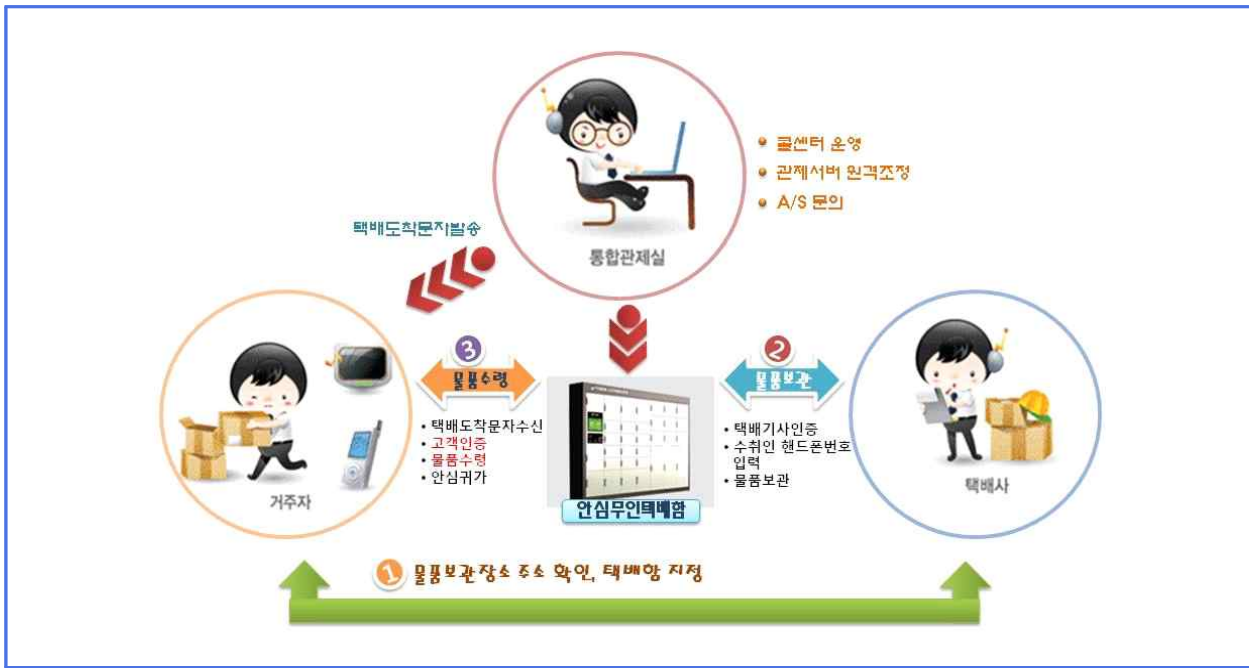 콜센터 운영
관제서버 원격조정
A/S 문의
택배도착문자발송
통합관제실
3
물품수령
2
물품보관
택배도착문자수신
고객인증
물품수령
안심귀가
택배기사인증
수취인 핸드폰번호
입력
물품보관
거주자
안심무인택배함
택배사
1 물품보관장소 주소 확인, 택배함 지정